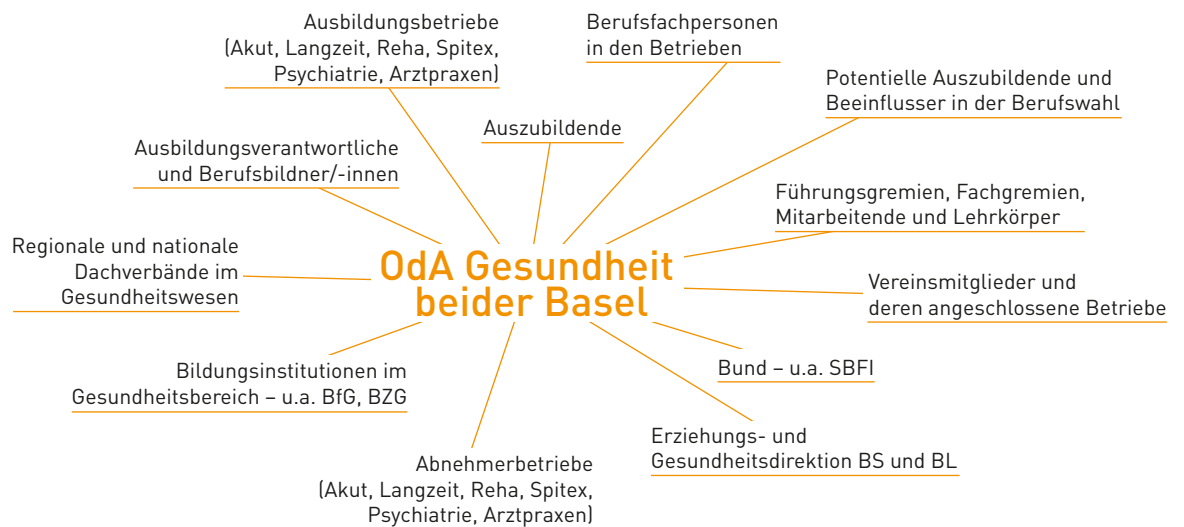 Ausbildungsbetriebe
(Akut, Langzeit, Reha, Spitex,
Psychiatrie, Arztpraxen)
Berufsfachpersonen
in den Betrieben
Potentielle Auszubildende und
Beeinflusser in der Berufswahl
Auszubildende
Ausbildungsverantwortliche
und Berufsbildner/-innen
Führungsgremien, Fachgremien,
Mitarbeitende und Lehrkörper
Regionale und nationale
Dachverbände im
Gesundheitswesen
OdA Gesundheit
beider Basel
Vereinsmitglieder und
deren angeschlossene Betriebe
Bildungsinstitutionen im
Gesundheitsbereich – u.a. BfG, BZG
Bund – u.a. SBFI
Erziehungs- und
Gesundheitsdirektion BS und BL
Abnehmerbetriebe
(Akut, Langzeit, Reha, Spitex,
Psychiatrie, Arztpraxen)